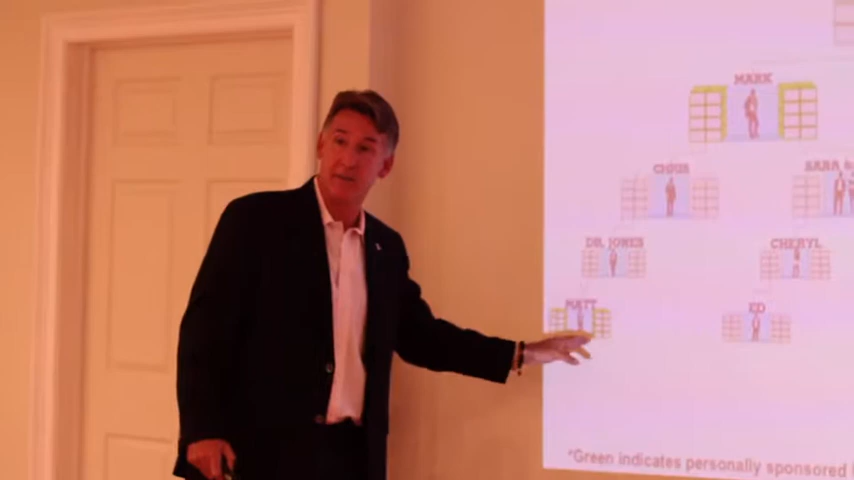 MARK
CHRIS
SARA &
DR. JONES
CHERYL
MATT
ED
*Green indicates personally sponsored